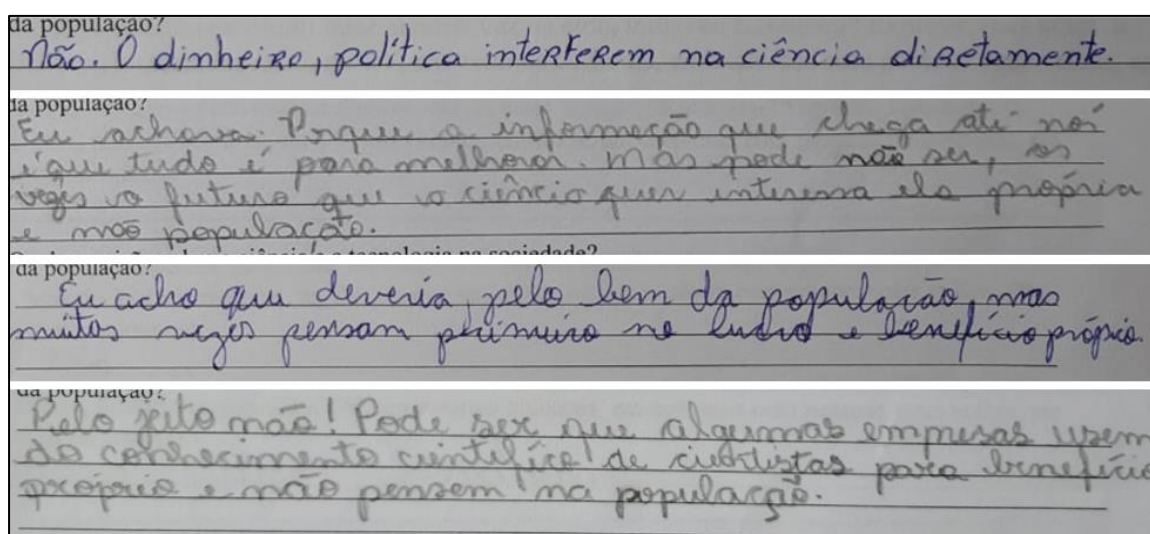 da população?
Não. O dinheiro, política interferem na ciência diretamente.
da população?
Eu achava. Porque a informação que chega até nós
é que tudo é para melhorar. Mas pode não ser, as
vezes o futuro que a ciência quer interessa ela própria
e não população.
ciência e a tecnologia na sociedade?
da população?
Eu acho que deveria, pelo bem da população, mas
muitas vezes pensam primeiro no lucro e benefício próprio.
da população?
Pelo jeito não! Pode ser que algumas empresas usem
do conhecimento científico de cientistas para benefício
próprio e não pensem na população.